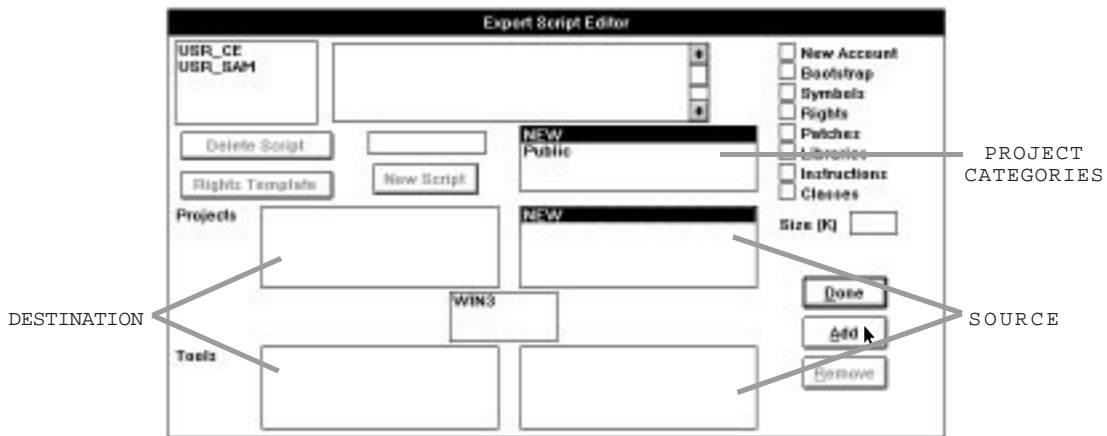 Expert Script Editor
USR_CE
USR_SAM
New Account
Bootstrap
Symbols
Rights
Patches
Libraries
Instructions
Classes
Delete Script
NEW
Public
PROJECT
CATEGORIES
Rights Template
New Script
Projects
NEW
Size (K)
Done
WIN3
DESTINATION
SOURCE
Add
Tools
Remove